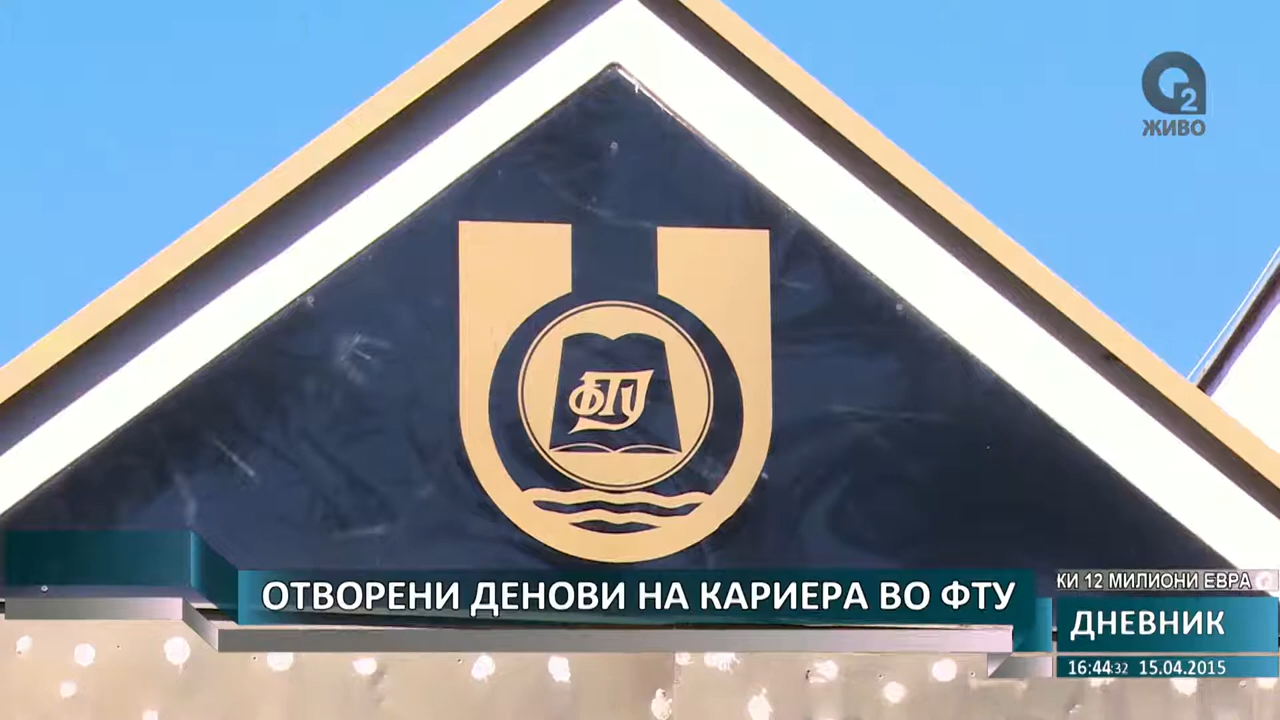 2
ЖИВО
ФТУ
ОТВОРЕНИ ДЕНОВИ НА КАРИЕРА ВО ФТУ
КИ 12 МИЛИОНИ ЕВРА
ДНЕВНИК
16:44:32 15.04.2015